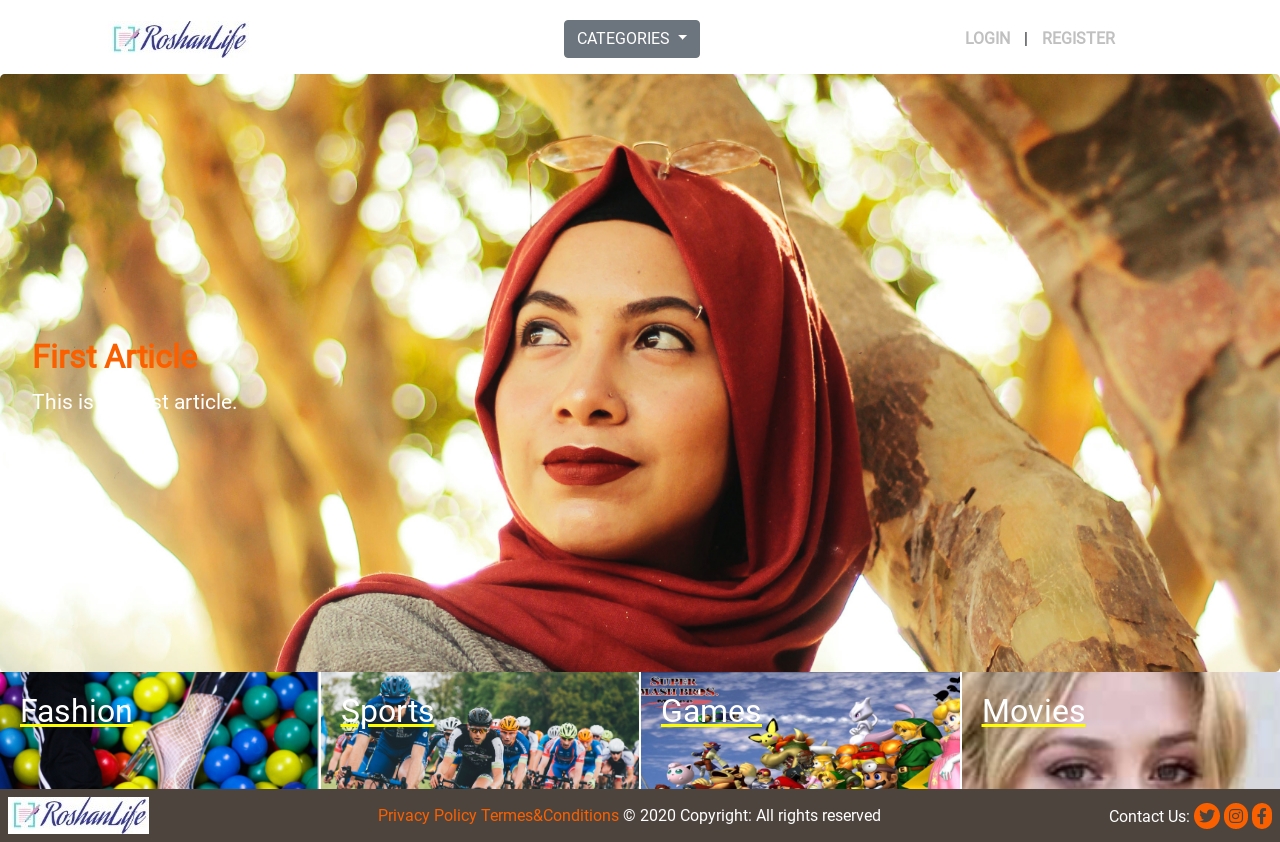 RoshanLife
CATEGORIES
LOGIN | REGISTER
First Article
This is st article.
Fashion
Sports
Games
Movies
SUPER
SMASH BROS.
RoshanLife
Privacy Policy Termes&Conditions © 2020 Copyright: All rights reserved
Contact Us: